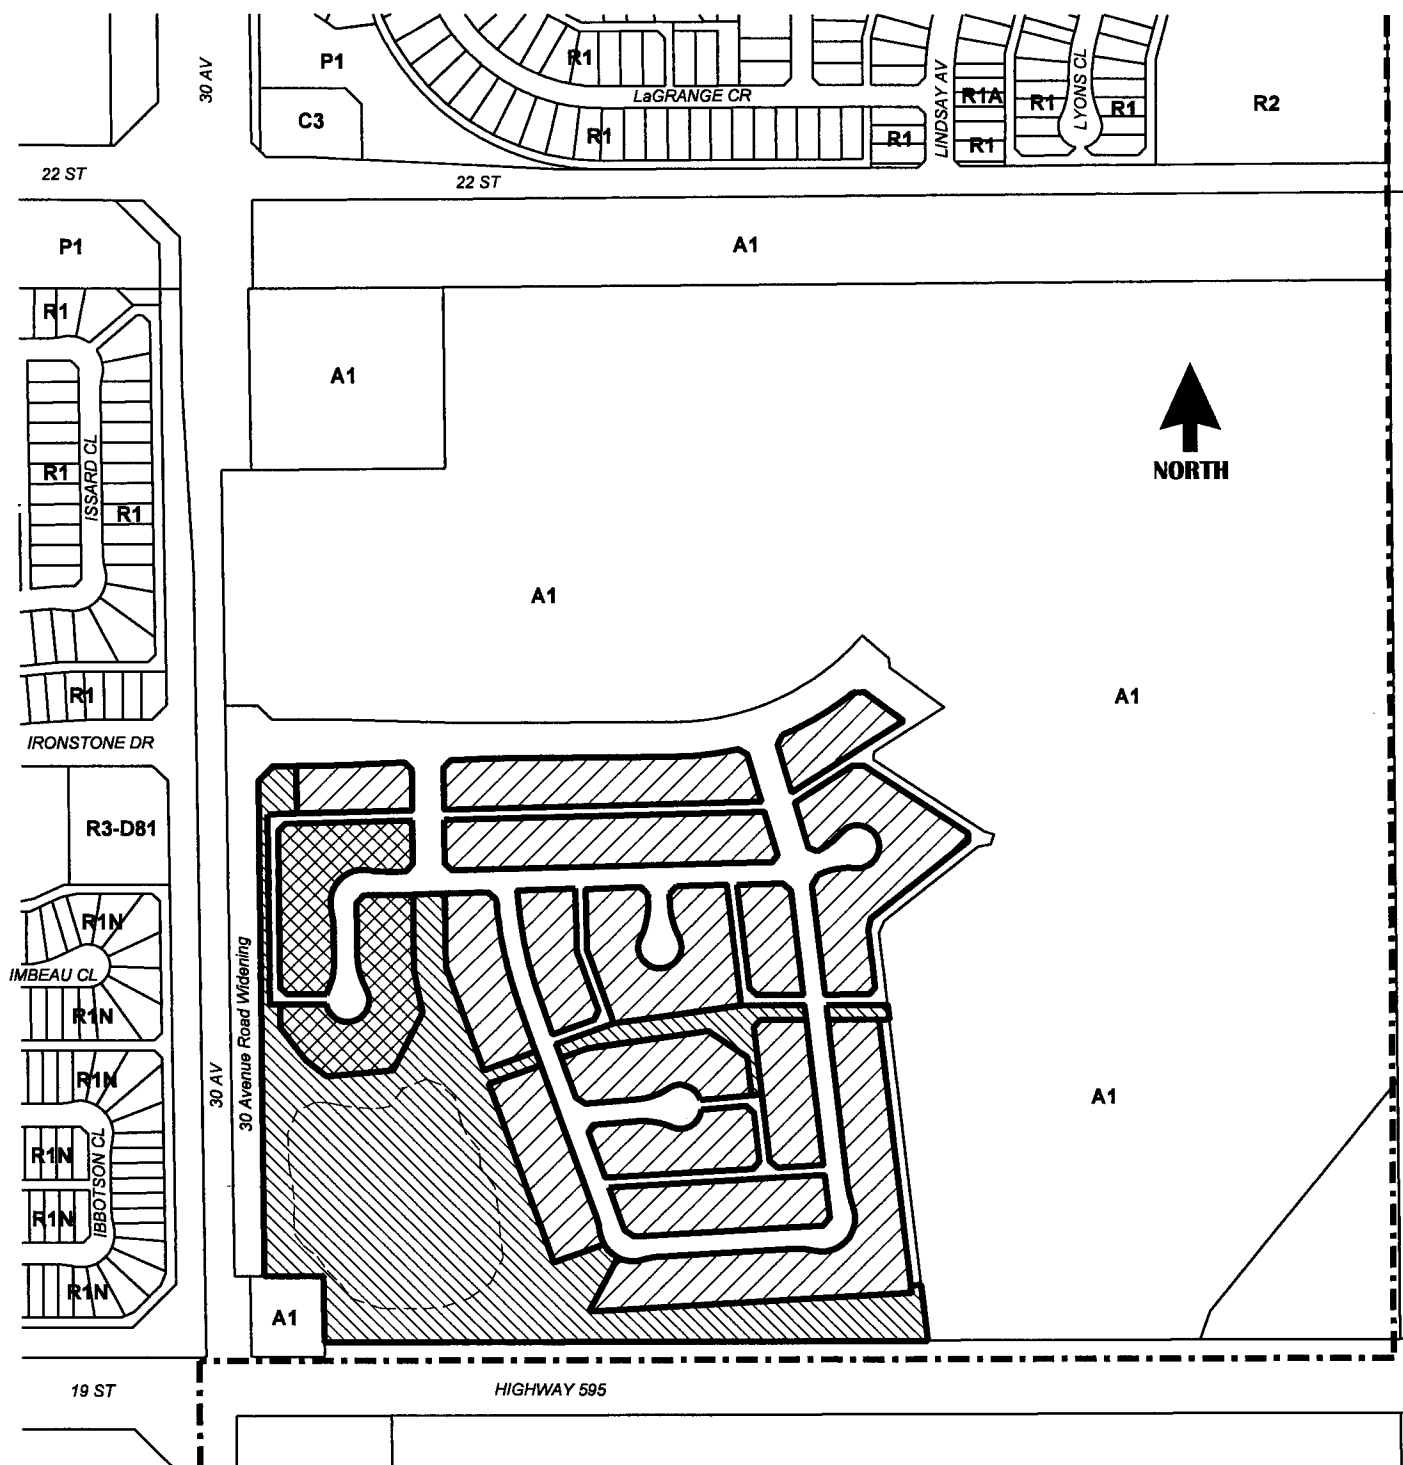 30 AV
P1
R1
LaGRANGE CR
LINDSAY AV
R1A
R1
LYONS CL
R1
R2
C3
R1
R1
R1
22 ST
22 ST
P1
A1
R1
A1
NORTH
ISSARD CL
R1
R1
A1
R1
A1
IRONSTONE DR
R3-D81
R1N
IMBEAU CL
30 Avenue Road Widening
R1N
R1N
30 AV
A1
R1N
IBBOTSON CL
R1N
R1N
A1
19 ST
HIGHWAY 595